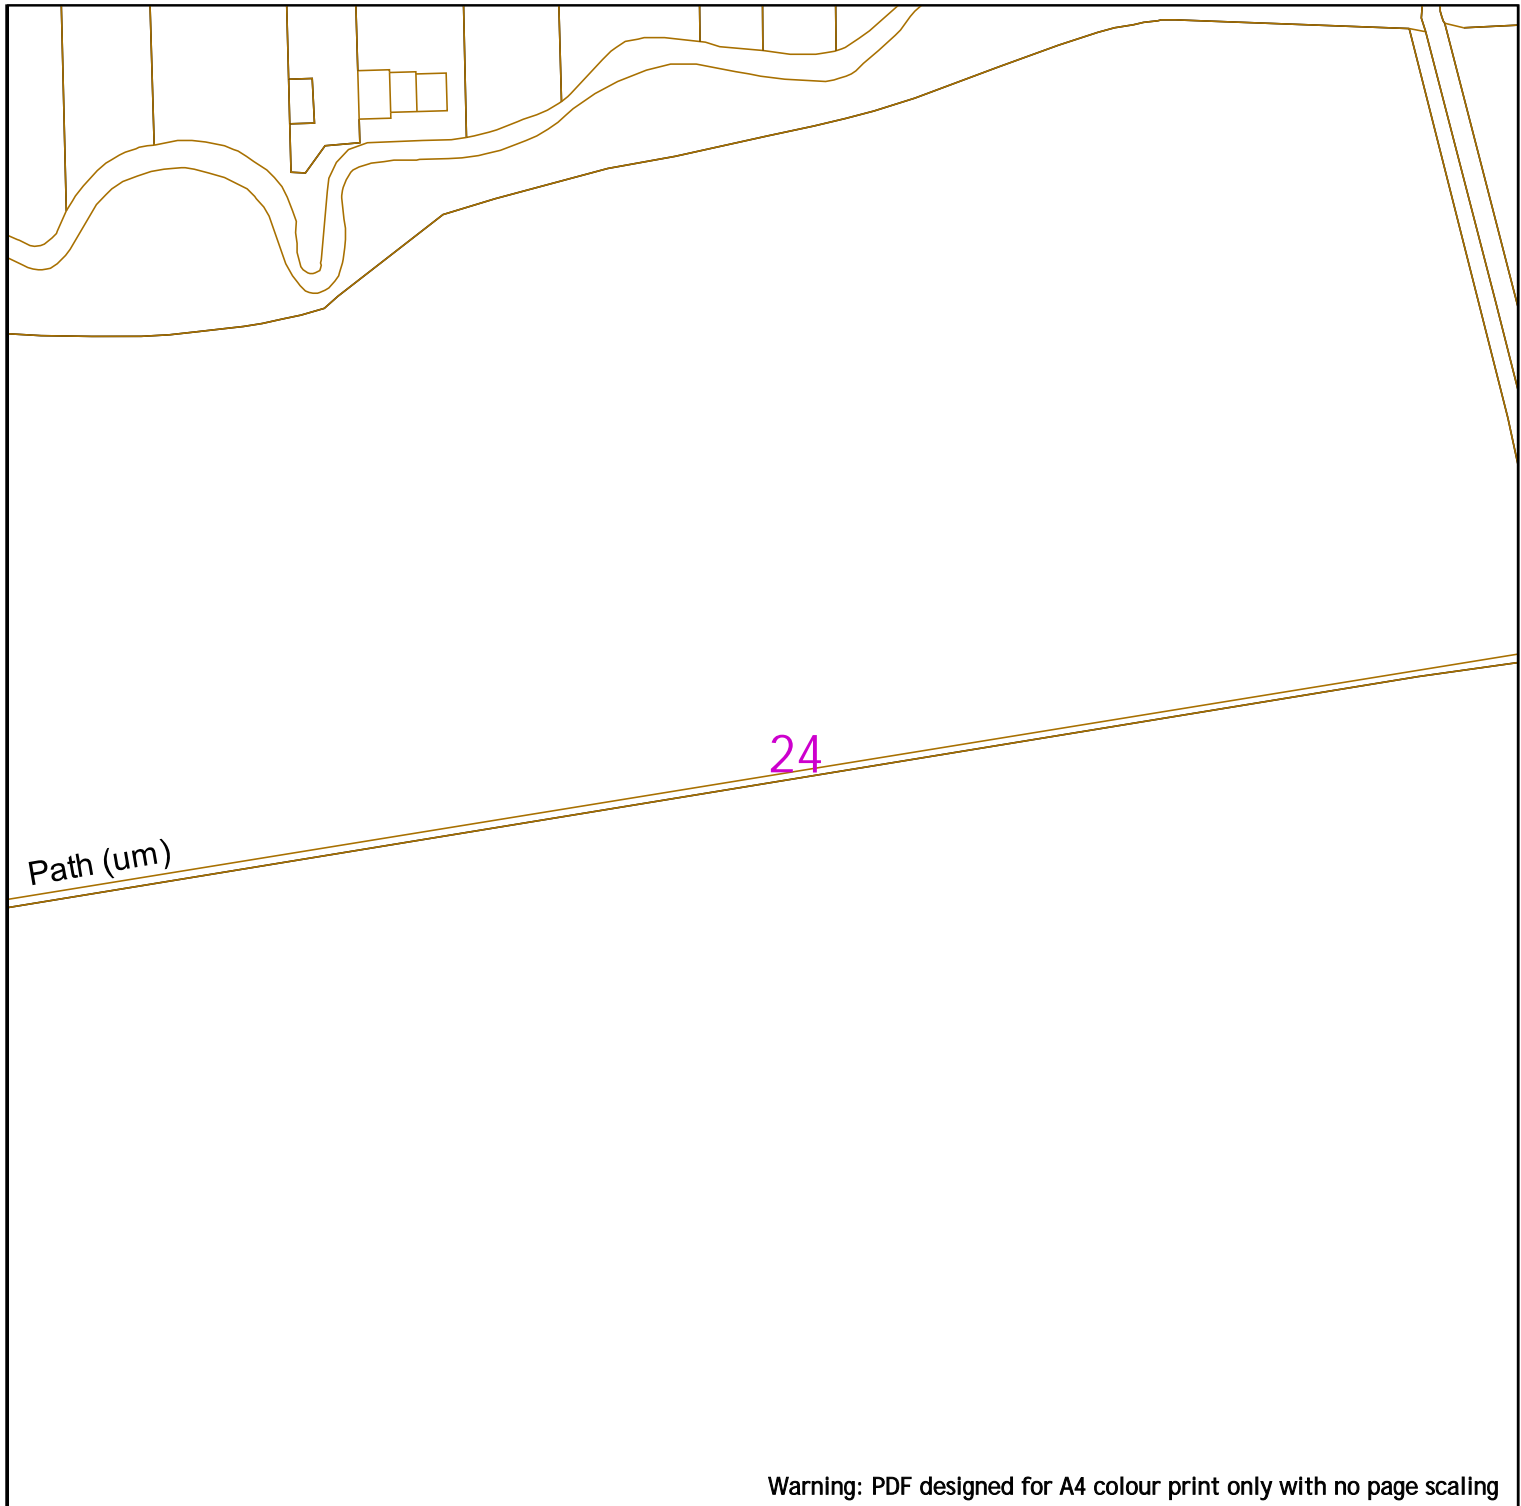 24
Path (um)
Warning: PDF designed for A4 colour print only with no page scaling